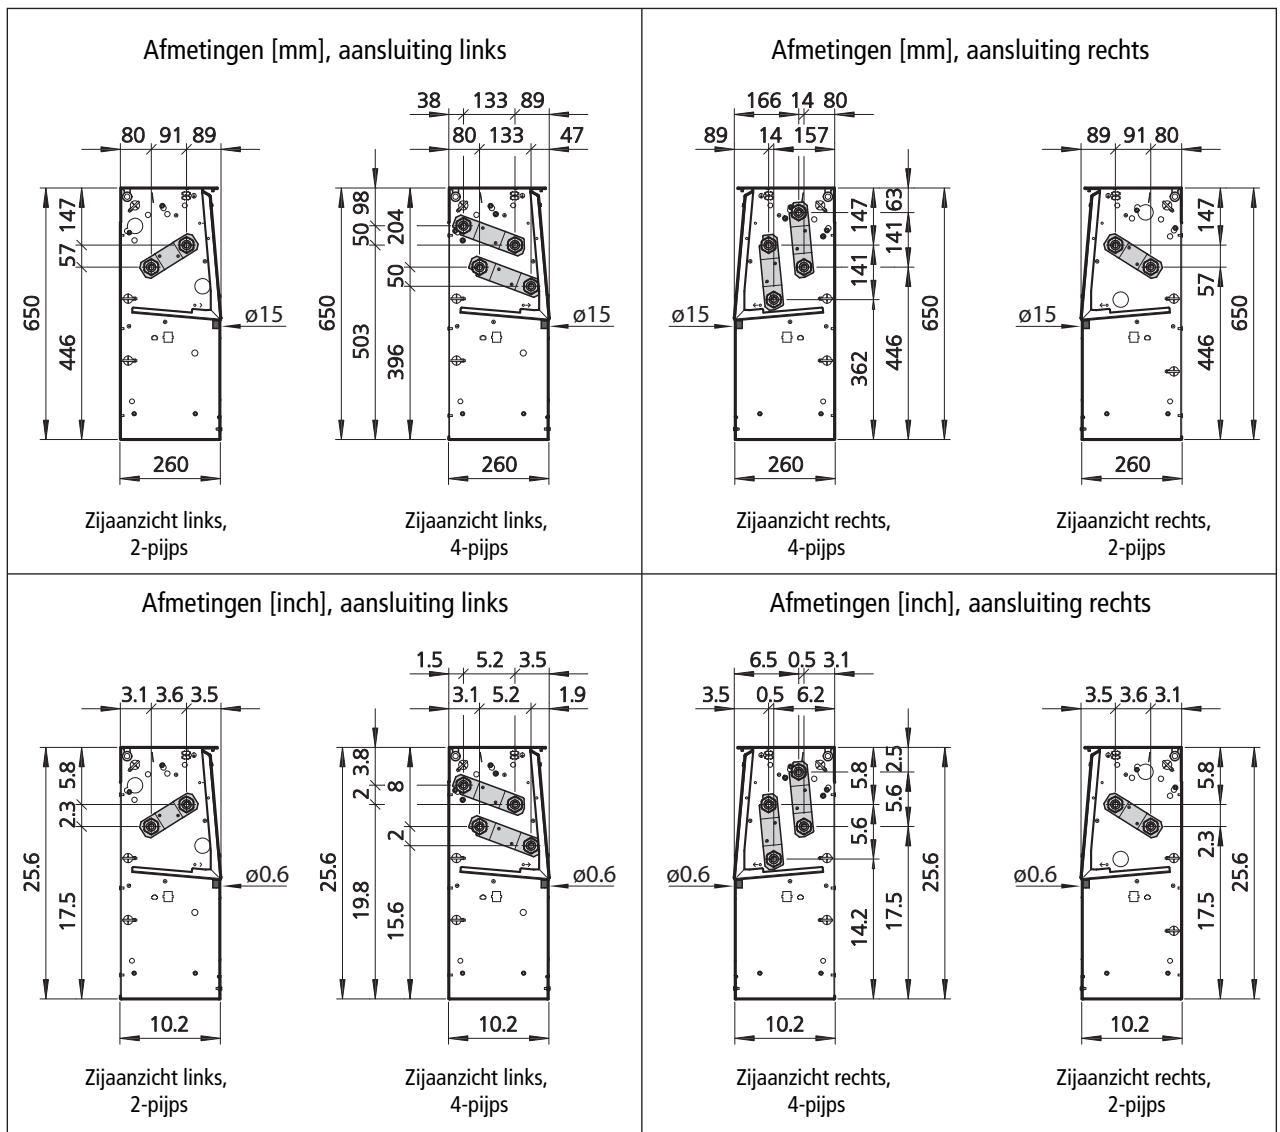 Afmetingen [mm], aansluiting links
38 133 89
80 91 89
80 133 47
147
57
98
50
204
50
650
446
650
503
396
ø15
ø15
260
260
Zijaanzicht links,
2-pijps
Zijaanzicht links,
4-pijps
Afmetingen [mm], aansluiting rechts
166 14 80
89 14 157
89 91 80
147
63
141
141
147
57
650
650
362
446
446
ø15
ø15
260
260
Zijaanzicht rechts,
4-pijps
Zijaanzicht rechts,
2-pijps
Afmetingen [inch], aansluiting links
1.5 5.2 3.5
3.1 3.6 3.5
3.1 5.2 1.9
5.8
2.3
3.8
2
8
2
25.6
17.5
25.6
19.8
15.6
ø0.6
ø0.6
10.2
10.2
Zijaanzicht links,
2-pijps
Zijaanzicht links,
4-pijps
Afmetingen [inch], aansluiting rechts
6.5 0.5 3.1
3.5 0.5 6.2
3.5 3.6 3.1
5.8
2.5
5.6
5.6
5.8
2.3
25.6
25.6
14.2
17.5
17.5
ø0.6
ø0.6
10.2
10.2
Zijaanzicht rechts,
4-pijps
Zijaanzicht rechts,
2-pijps